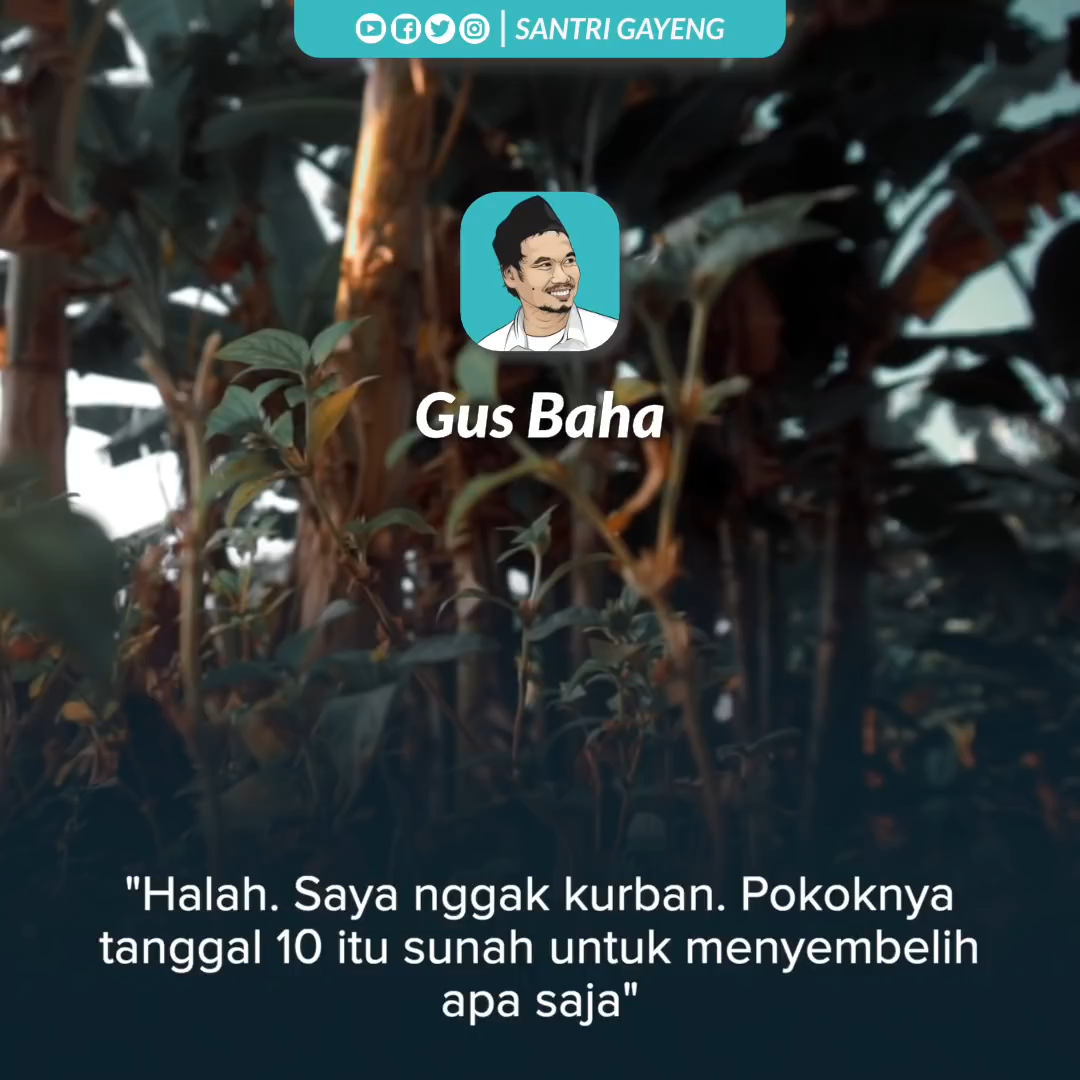 SANTRI GAYENG
Gus Baha
"Halah. Saya nggak kurban. Pokoknya
tanggal 10 itu sunah untuk menyembelih
apa saja"